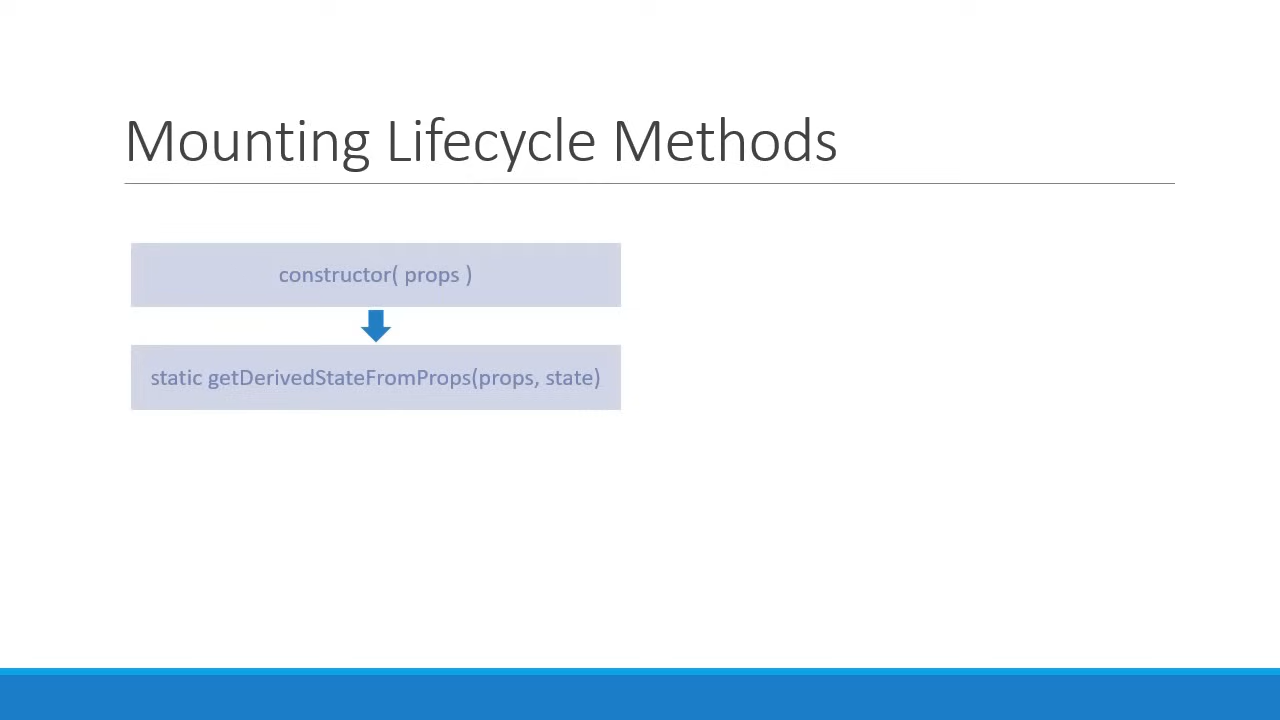 Mounting Lifecycle Methods
constructor( props )
static getDerivedStateFromProps(props, state)